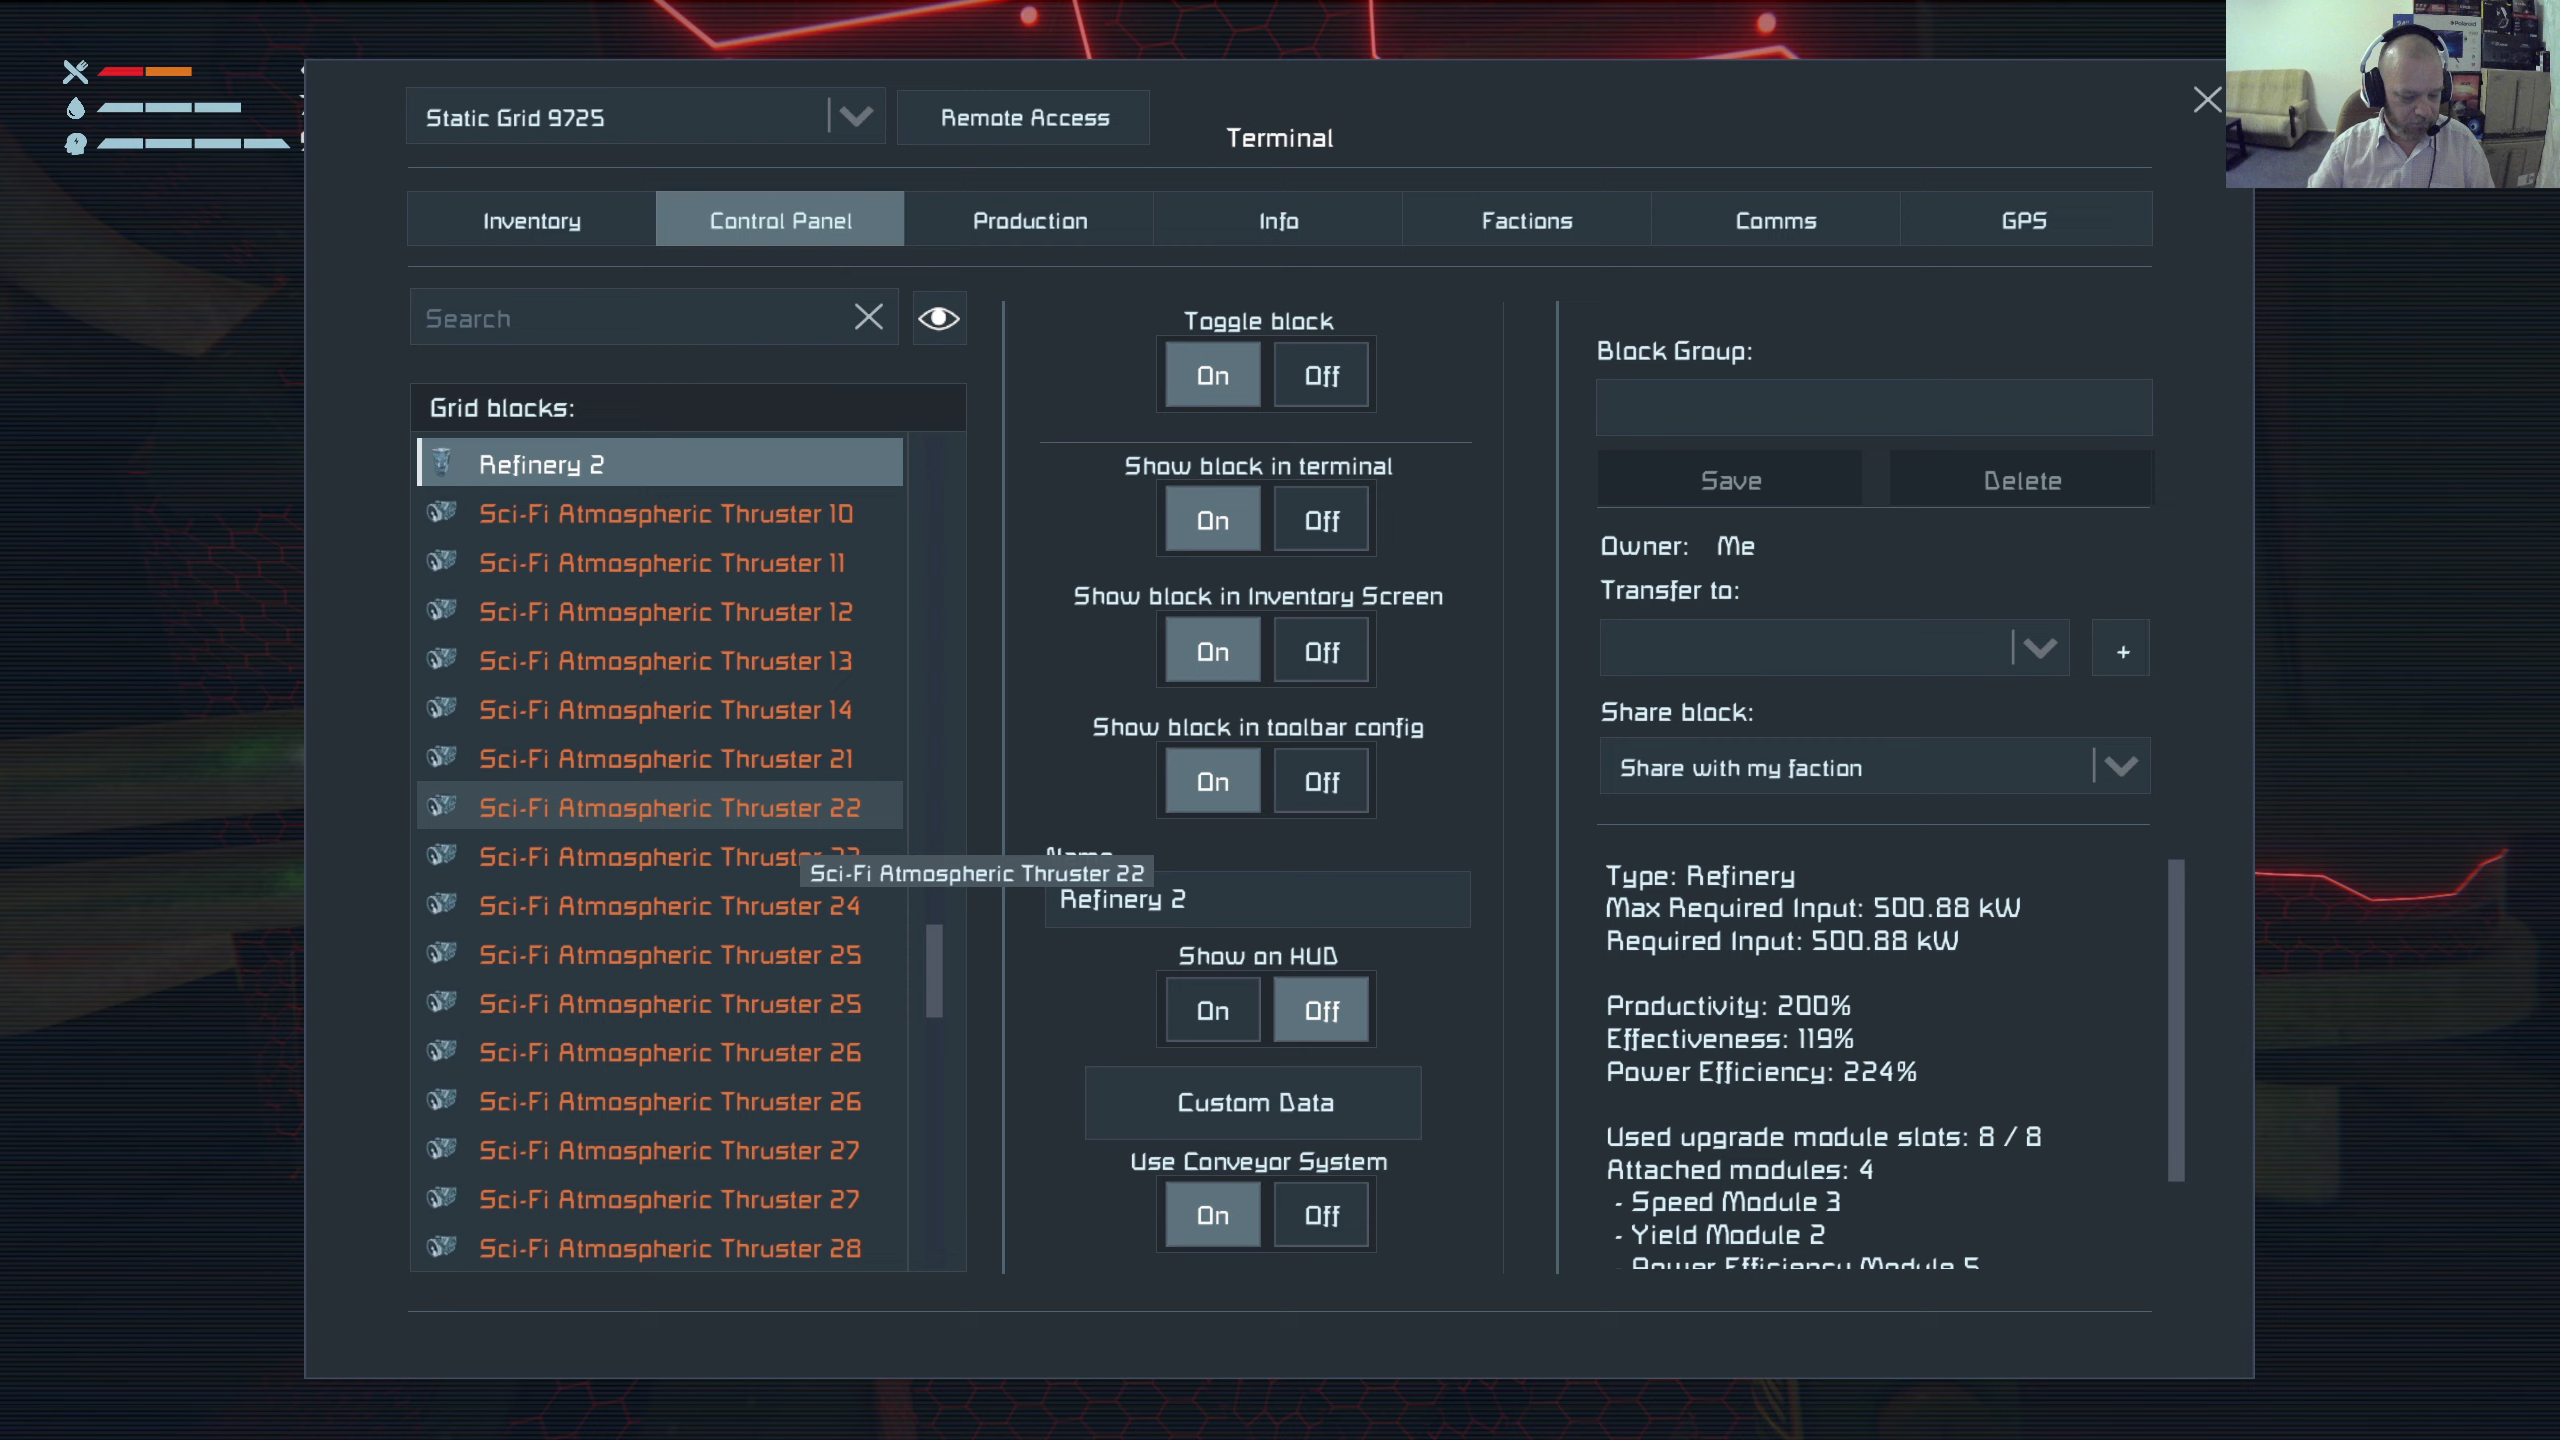 Static Grid 9725
Remote Access
Terminal
Inventory
Control Panel
Production
Info
Factions
Comms
GPS
Search
Grid blocks:
Refinery 2
Sci-Fi Atmospheric Thruster 10
Sci-Fi Atmospheric Thruster 11
Sci-Fi Atmospheric Thruster 12
Sci-Fi Atmospheric Thruster 13
Sci-Fi Atmospheric Thruster 14
Sci-Fi Atmospheric Thruster 21
Sci-Fi Atmospheric Thruster 22
Sci-Fi Atmospheric Thruster
Sci-Fi Atmospheric Thruster 24
Sci-Fi Atmospheric Thruster 25
Sci-Fi Atmospheric Thruster 25
Sci-Fi Atmospheric Thruster 26
Sci-Fi Atmospheric Thruster 26
Sci-Fi Atmospheric Thruster 27
Sci-Fi Atmospheric Thruster 27
Sci-Fi Atmospheric Thruster 28
Toggle block
On Off
Show block in terminal
On Off
Show block in Inventory Screen
On Off
Show block in toolbar config
On Off
Name
Sci-Fi Atmospheric Thruster 22
Refinery 2
Show on HUD
On Off
Custom Data
Use Conveyor System
On Off
Block Group:
Save
Delete
Owner: Me
Transfer to:
+
Share block:
Share with my faction
Type: Refinery
Max Required Input: 500.88 kW
Required Input: 500.88 kW
Productivity: 200%
Effectiveness: 119%
Power Efficiency: 224%
Used upgrade module slots: 8 / 8
Attached modules: 4
- Speed Module 3
- Yield Module 2
- Power Efficiency Module 5